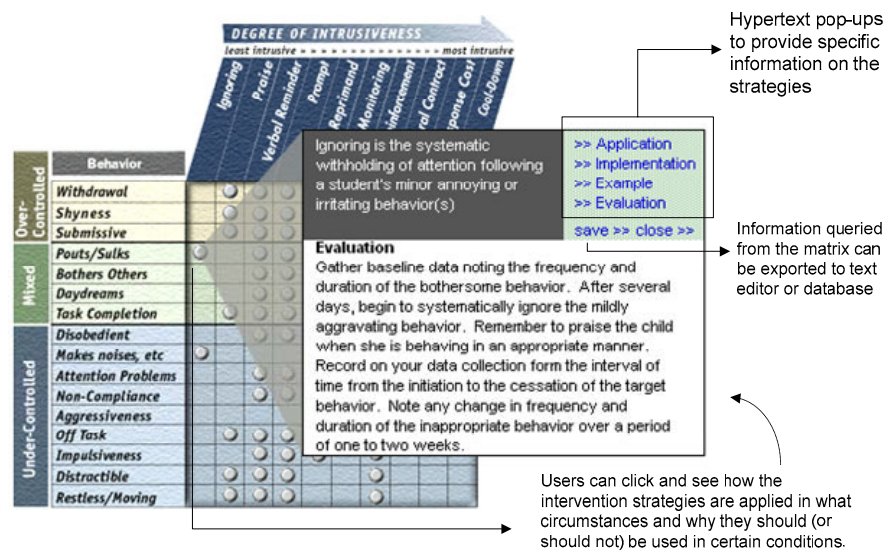 DEGREE OF INTRUSIVENESS
least intrusive » » » » » » » » » » » » » » » most intrusive
Ignoring
Praise
Verbal Reminder
Prompt
Reprimand
Monitoring
inforcement
ral Contract
sponse Cost
Cool-Down
Hypertext pop-ups
to provide specific
information on the
strategies
Ignoring is the systematic
withholding of attention following
a student's minor annoying or
irritating behavior(s)
>> Application
>> Implementation
>> Example
>> Evaluation
save >> close >>
Information queried
from the matrix can
be exported to text
editor or database
Behavior
Over-
Controlled
Withdrawal
Shyness
Submissive
Mixed
Pouts/Sulks
Bothers Others
Daydreams
Task Completion
Under-Controlled
Disobedient
Makes noises, etc
Attention Problems
Non-Compliance
Aggressiveness
Off Task
Impulsiveness
Distractible
Restless/Moving
Evaluation
Gather baseline data noting the frequency and
duration of the bothersome behavior. After several
days, begin to systematically ignore the mildly
aggravating behavior. Remember to praise the child
when she is behaving in an appropriate manner.
Record on your data collection form the interval of
time from the initiation to the cessation of the target
behavior. Note any change in frequency and
duration of the inappropriate behavior over a period
of one to two weeks.
Users can click and see how the
intervention strategies are applied in what
circumstances and why they should (or
should not) be used in certain conditions.